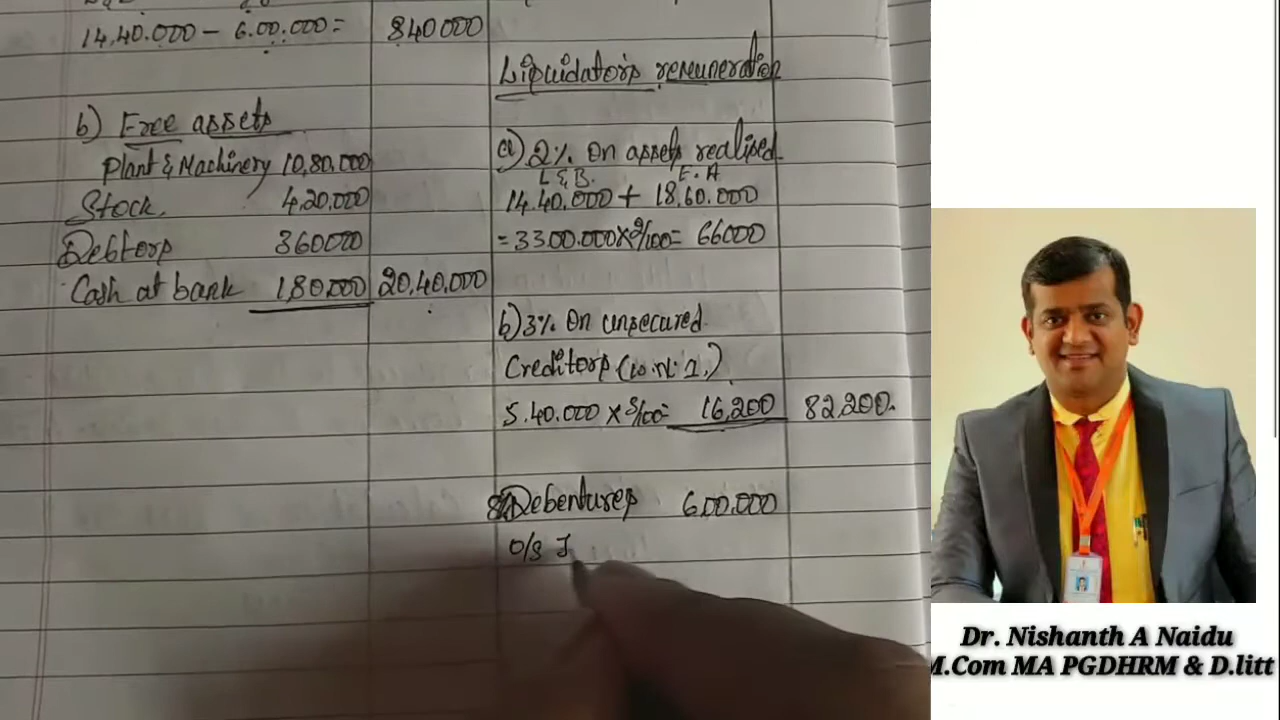 14,40.000 - 6.00.000= 840000
Liquidator's remuneration
b) Free assets
Plant & Machinery 10,80,000
Stock 4,20,000
Debtors 360000
Cash at bank 180,000 20,40,000
a) 2% On assets realised
L & B. F.A
14.40.000 + 18,60.000
= 3300.000 x 2/100 = 66000
b) 3% On unsecured
Creditors (W.N: 1.)
5.40.000 x 3/100= 16,200 82,200.
8% Debentures 6,00,000
O/S I
Dr. Nishanth A Naidu
M.Com MA PGDHRM & D.litt